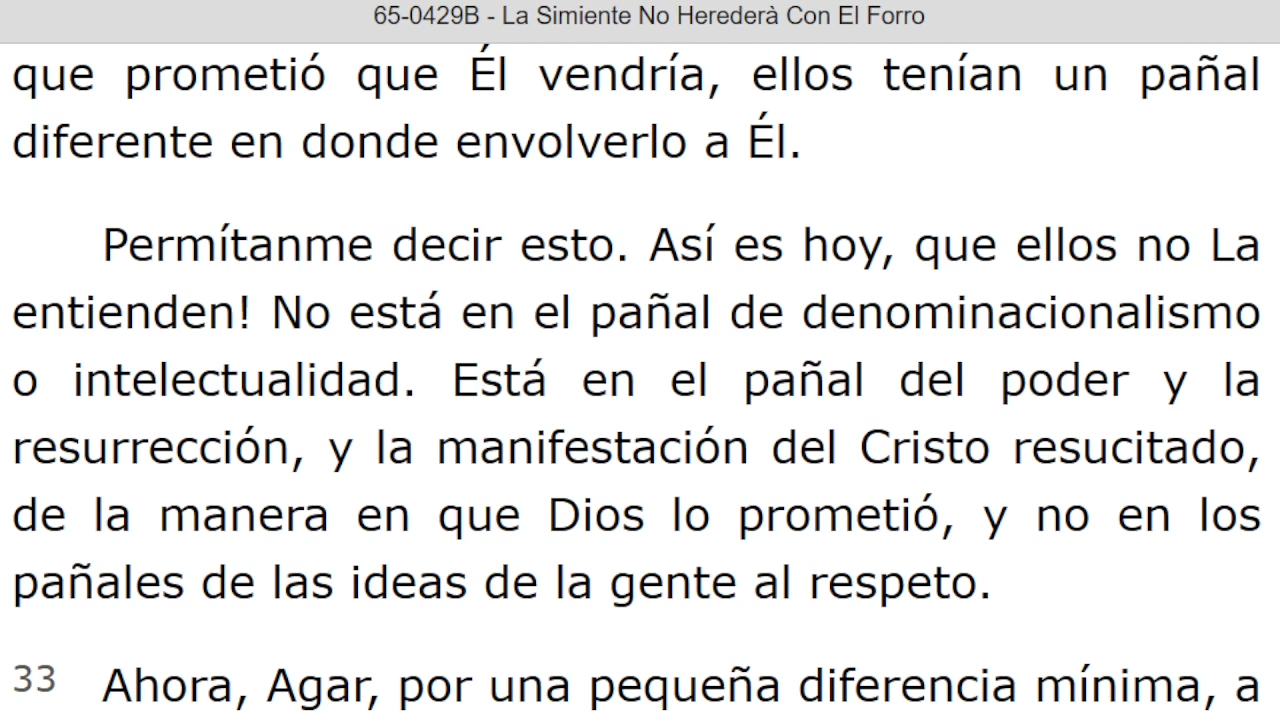 65-0429B - La Simiente No Herederà Con El Forro
que prometió que Él vendría, ellos tenían un pañal
diferente en donde envolverlo a Él.
Permítanme decir esto. Así es hoy, que ellos no La
entienden! No está en el pañal de denominacionalismo
o intelectualidad. Está en el pañal del poder y la
resurrección, y la manifestación del Cristo resucitado,
de la manera en que Dios lo prometió, y no en los
pañales de las ideas de la gente al respeto.
33 Ahora, Agar, por una pequeña diferencia mínima, a